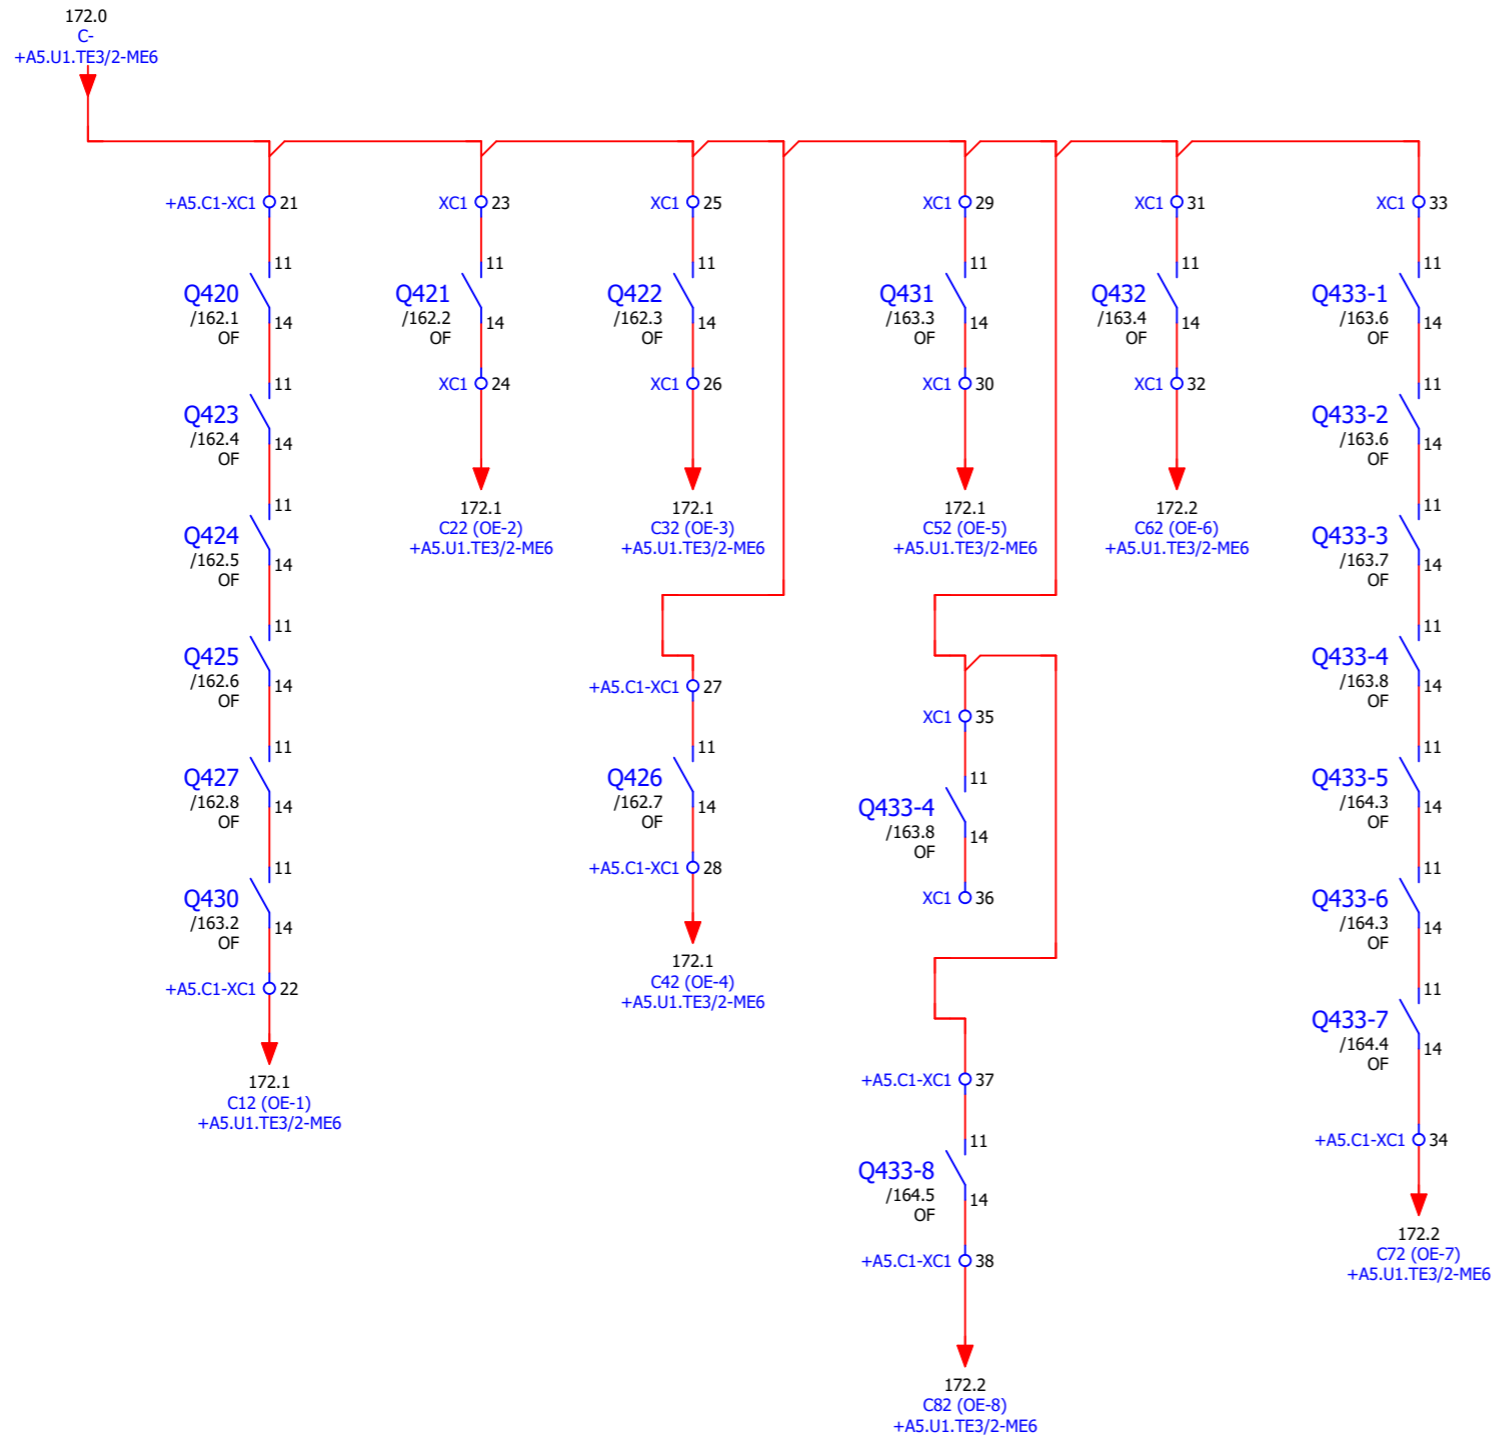 172.0
C-
+A5.U1.TE3/2-ME6
+A5.C1-XC1 21
XC1 23
XC1 25
XC1 29
XC1 31
XC1 33
11
11
11
11
11
11
Q420
/162.1
OF
14
Q421
/162.2
OF
14
Q422
/162.3
OF
14
Q431
/163.3
OF
14
Q432
/163.4
OF
14
Q433-1
/163.6
OF
14
XC1 24
XC1 26
XC1 30
XC1 32
11
Q423
/162.4
OF
14
11
Q433-2
/163.6
OF
14
172.1
C22 (OE-2)
+A5.U1.TE3/2-ME6
172.1
C32 (OE-3)
+A5.U1.TE3/2-ME6
172.1
C52 (OE-5)
+A5.U1.TE3/2-ME6
172.2
C62 (OE-6)
+A5.U1.TE3/2-ME6
11
Q424
/162.5
OF
14
11
Q433-3
/163.7
OF
14
11
Q425
/162.6
OF
14
11
Q433-4
/163.8
OF
14
+A5.C1-XC1 27
XC1 35
11
Q427
/162.8
OF
14
11
Q426
/162.7
OF
14
11
Q433-4
/163.8
OF
14
11
Q433-5
/164.3
OF
14
+A5.C1-XC1 28
XC1 36
11
Q430
/163.2
OF
14
11
Q433-6
/164.3
OF
14
172.1
C42 (OE-4)
+A5.U1.TE3/2-ME6
+A5.C1-XC1 22
11
Q433-7
/164.4
OF
14
172.1
C12 (OE-1)
+A5.U1.TE3/2-ME6
+A5.C1-XC1 37
11
Q433-8
/164.5
OF
14
+A5.C1-XC1 34
+A5.C1-XC1 38
172.2
C72 (OE-7)
+A5.U1.TE3/2-ME6
172.2
C82 (OE-8)
+A5.U1.TE3/2-ME6